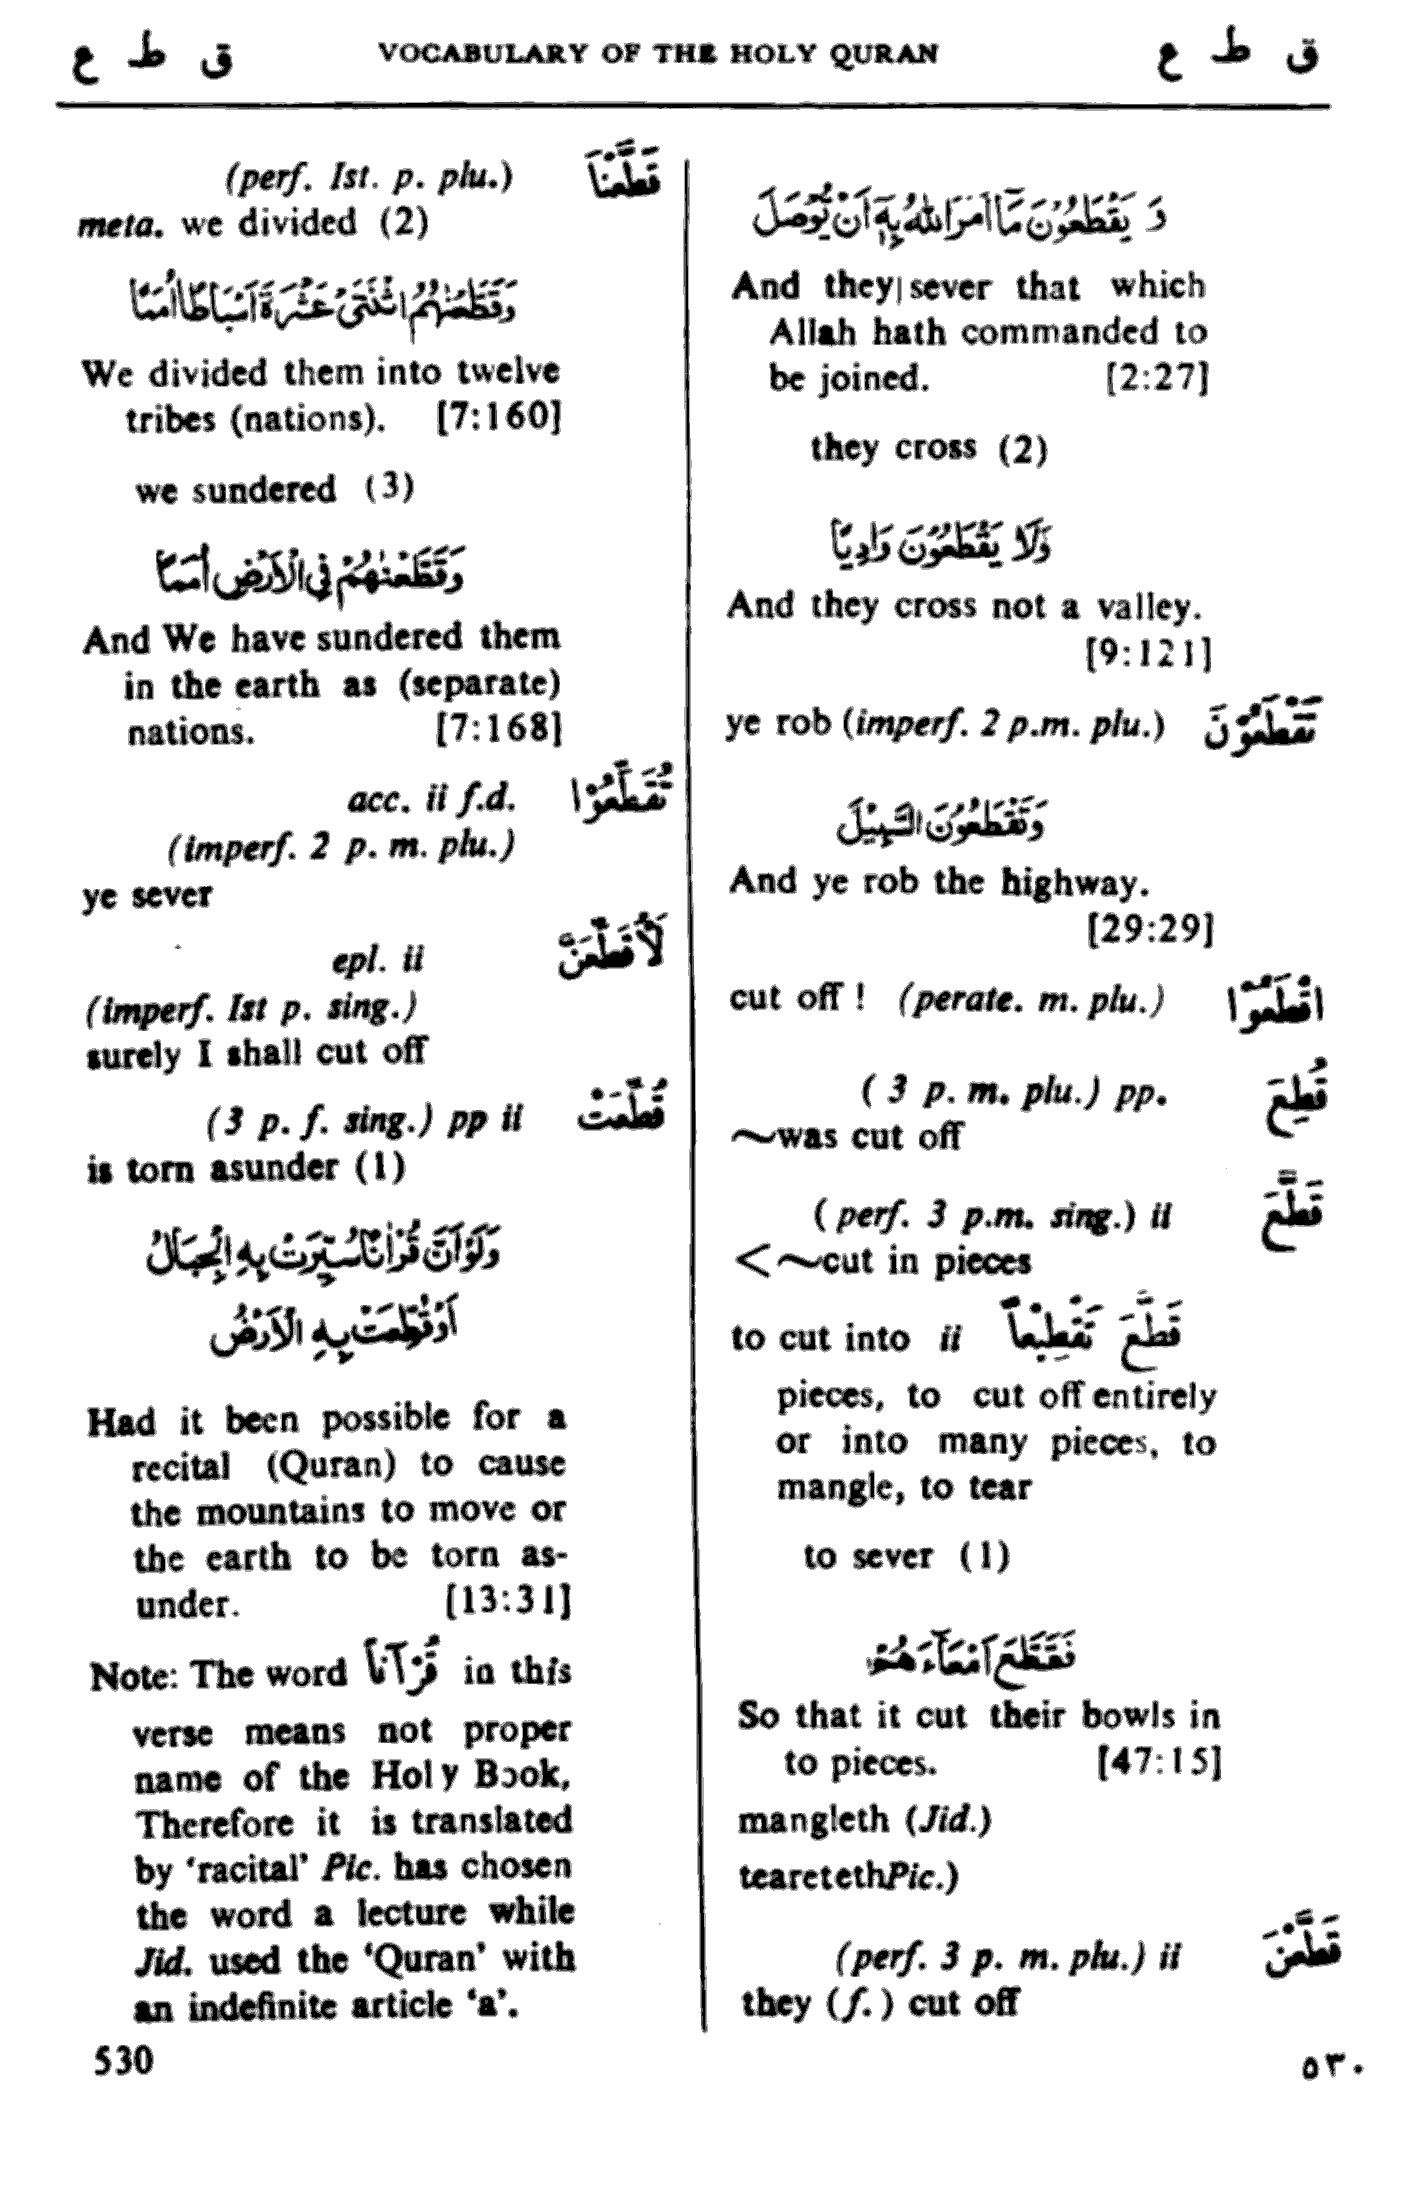 ق ط ع VOCABULARY OF THE HOLY QURAN ق ط ع
وَ يَقْطَعُوْنَ مَآ اَمَرَ اللّٰهُ بِهٖٓ اَنْ يُّوْصَلَ
And they sever that which
Allah hath commanded to
be joined. [2:27]
they cross (2)
وَلَا يَقْطَعُوْنَ وَادِيًا
And they cross not a valley.
[9:121]
ye rob (imperf. 2 p.m. plu.) تَقْطَعُوْنَ
وَتَقْطَعُوْنَ السَّبِيْلَ
And ye rob the highway.
[29:29]
cut off ! (perate. m. plu.) اقْطَعُوْا
( 3 p. m. plu.) pp. قُطِعَ
~was cut off
( perf. 3 p.m. sing.) ii قَطَّعَ
<~cut in pieces
to cut into ii قَطَّعَ تَقْطِيْعاً
pieces, to cut off entirely
or into many pieces, to
mangle, to tear
to sever (1)
فَقَطَّعَ اَمْعَآءَ هُمْ
So that it cut their bowls in
to pieces. [47:15]
mangleth (Jid.)
tearetethPic.)
(perf. 3 p. m. plu.) ii قَطَّعْنَ
they (f.) cut off
(perf. Ist. p. plu.) قَطَّعْنَا
meta. we divided (2)
وَقَطَّعْنٰهُمُ اثْنَتَيْ عَشْرَةَ اَسْبَاطًا اُمَمًا
We divided them into twelve
tribes (nations). [7:160]
we sundered (3)
وَقَطَّعْنٰهُمْ فِي الْاَرْضِ اُمَمًا
And We have sundered them
in the earth as (separate)
nations. [7:168]
acc. ii f.d. تُقَطِّعُوْا
(imperf. 2 p. m. plu.)
ye sever
epl. ii لَاُقَطِّعَنَّ
(imperf. Ist p. sing.)
surely I shall cut off
(3 p. f. sing.) pp ii قُطِّعَتْ
is torn asunder (1)
وَلَوْ اَنَّ قُرْاٰنًا سُيِّرَتْ بِهِ الْجِبَالُ
اَوْ قُطِّعَتْ بِهِ الْاَرْضُ
Had it been possible for a
recital (Quran) to cause
the mountains to move or
the earth to be torn as-
under. [13:31]
Note: The word قُرْآناً in this
verse means not proper
name of the Holy Book,
Therefore it is translated
by ‘racital’ Pic. has chosen
the word a lecture while
Jid. used the ‘Quran’ with
an indefinite article ‘a’.
530 ٥٣٠